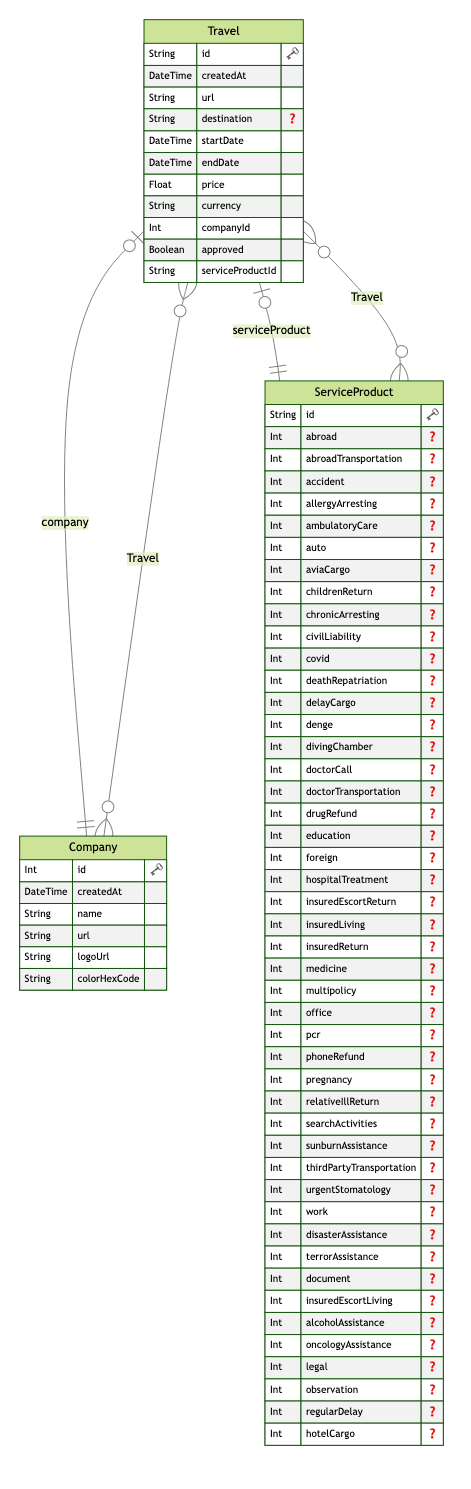 Travel
String id
DateTime createdAt
String url
String destination ?
DateTime startDate
DateTime endDate
Float price
String currency
Int companyId
Boolean approved
String serviceProductId
company
Travel
serviceProduct
Travel
ServiceProduct
String id
Int abroad ?
Int abroadTransportation ?
Int accident ?
Int allergyArresting ?
Int ambulatoryCare ?
Int auto ?
Int aviaCargo ?
Int childrenReturn ?
Int chronicArresting ?
Int civilLiability ?
Int covid ?
Int deathRepatriation ?
Int delayCargo ?
Int denge ?
Int divingChamber ?
Int doctorCall ?
Int doctorTransportation ?
Int drugRefund ?
Int education ?
Int foreign ?
Int hospitalTreatment ?
Int insuredEscortReturn ?
Int insuredLiving ?
Int insuredReturn ?
Int medicine ?
Int multipolicy ?
Int office ?
Int pcr ?
Int phoneRefund ?
Int pregnancy ?
Int relativeIllReturn ?
Int searchActivities ?
Int sunburnAssistance ?
Int thirdPartyTransportation ?
Int urgentStomatology ?
Int work ?
Int disasterAssistance ?
Int terrorAssistance ?
Int document ?
Int insuredEscortLiving ?
Int alcoholAssistance ?
Int oncologyAssistance ?
Int legal ?
Int observation ?
Int regularDelay ?
Int hotelCargo ?
Company
Int id
DateTime createdAt
String name
String url
String logoUrl
String colorHexCode